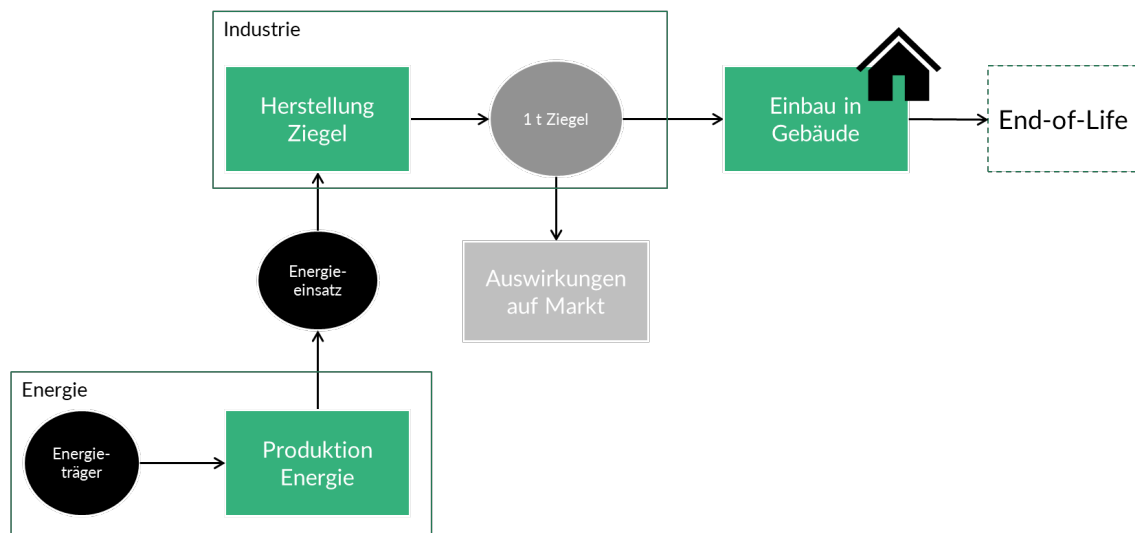 Industrie
Herstellung
Ziegel
1 t Ziegel
Einbau in
Gebäude
End-of-Life
Energie-
einsatz
Auswirkungen
auf Markt
Energie
Energie-
träger
Produktion
Energie